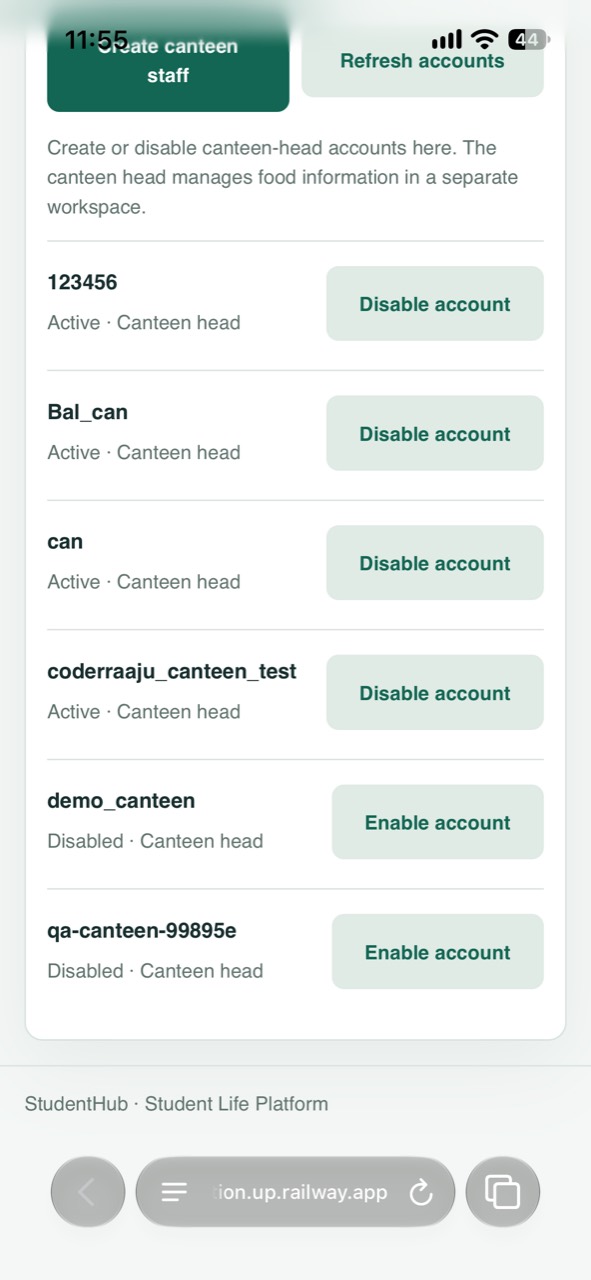 11:55
44
Create canteen
staff
Refresh accounts
Create or disable canteen-head accounts here. The
canteen head manages food information in a separate
workspace.
123456
Active · Canteen head
Disable account
Bal_can
Active · Canteen head
Disable account
can
Active · Canteen head
Disable account
coderraaju_canteen_test
Active · Canteen head
Disable account
demo_canteen
Disabled · Canteen head
Enable account
qa-canteen-99895e
Disabled · Canteen head
Enable account
StudentHub · Student Life Platform
tion.up.railway.app